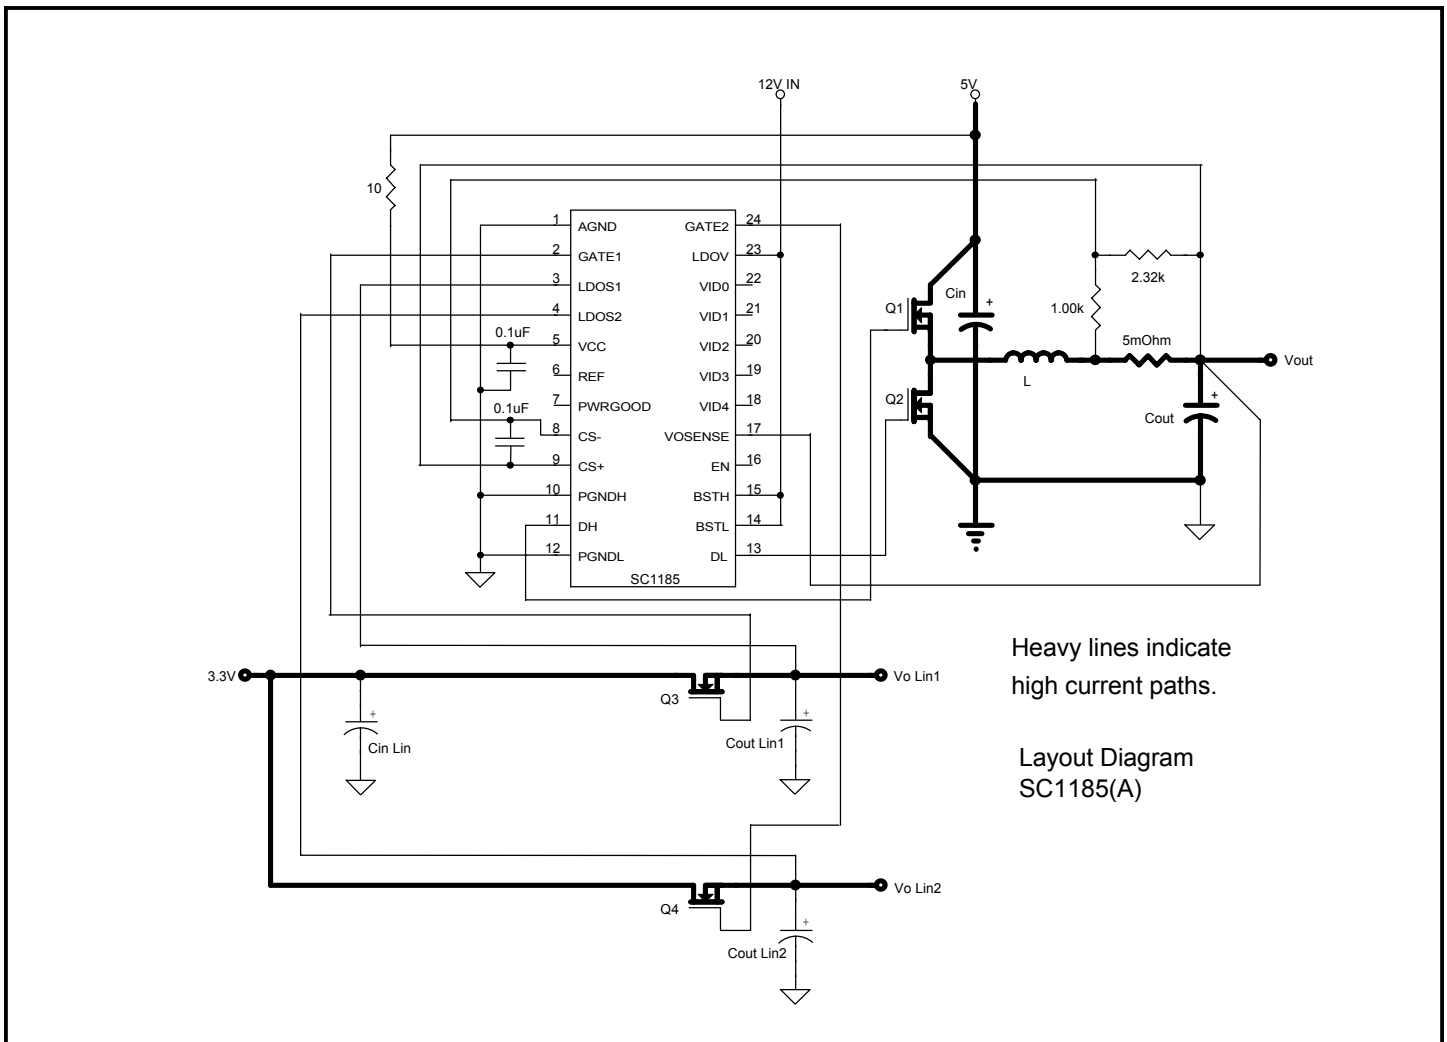 12V IN
5V
10
1 AGND GATE2 24
2 GATE1 LDOV 23
3 LDOS1 VID0 22
4 LDOS2 VID1 21
0.1uF
5 VCC VID2 20
6 REF VID3 19
7 PWRGOOD VID4 18
0.1uF
8 CS- VOSENSE 17
9 CS+ EN 16
10 PGNDH BSTH 15
11 DH BSTL 14
12 PGNDL DL 13
SC1185
Q1
Cin
+
2.32k
1.00k
5mOhm
L
Vout
Q2
+
Cout
Heavy lines indicate
high current paths.
Layout Diagram
SC1185(A)
3.3V
Q3
Vo Lin1
+
Cin Lin
+
Cout Lin1
Q4
Vo Lin2
+
Cout Lin2